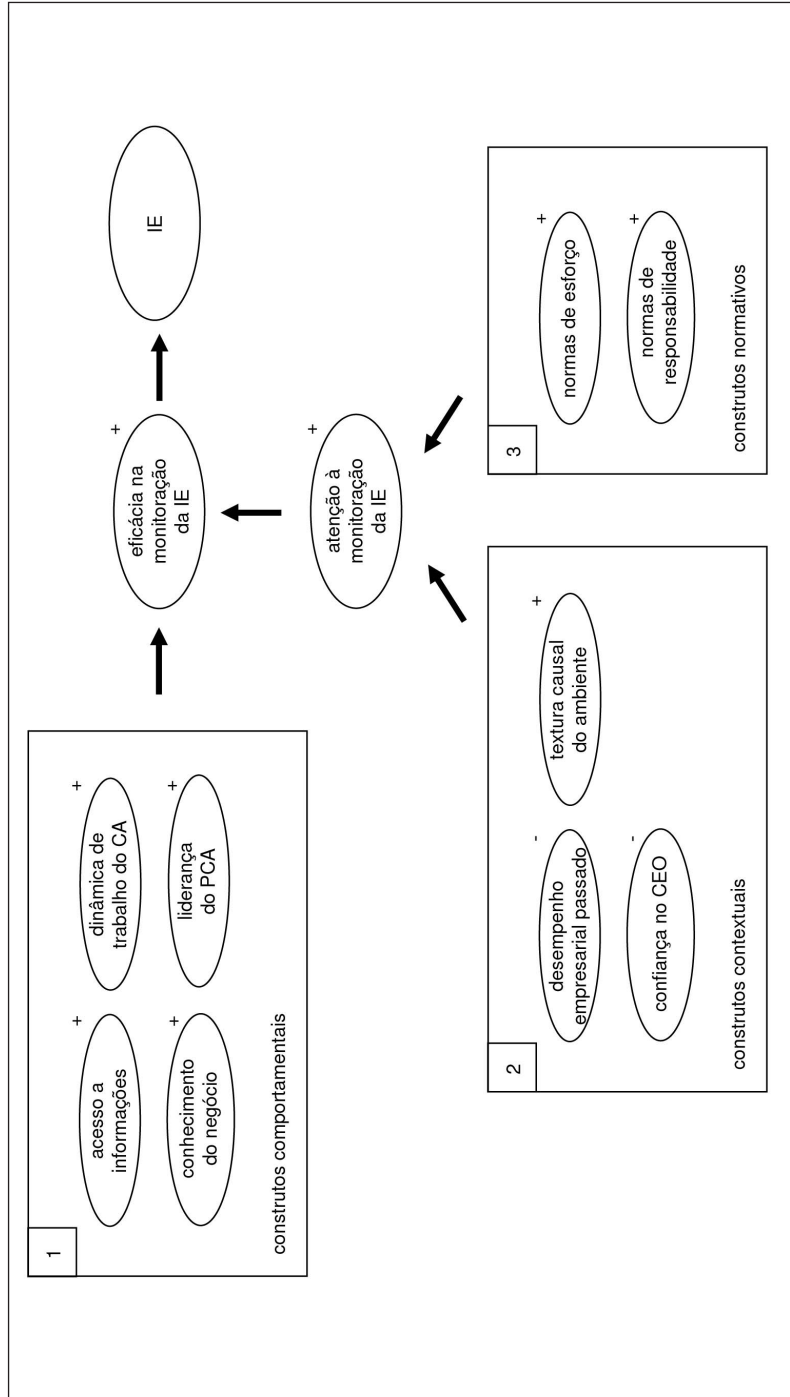 1
acesso a
informações
+
dinâmica de
trabalho do CA
+
conhecimento
do negócio
+
liderança
do PCA
+
construtos comportamentais
eficácia na
monitoração
da IE
+
IE
atenção à
monitoração
da IE
+
2
desempenho
empresarial passado
-
textura causal
do ambiente
+
confiança no CEO
-
construtos contextuais
3
normas de esforço
+
normas de
responsabilidade
+
construtos normativos